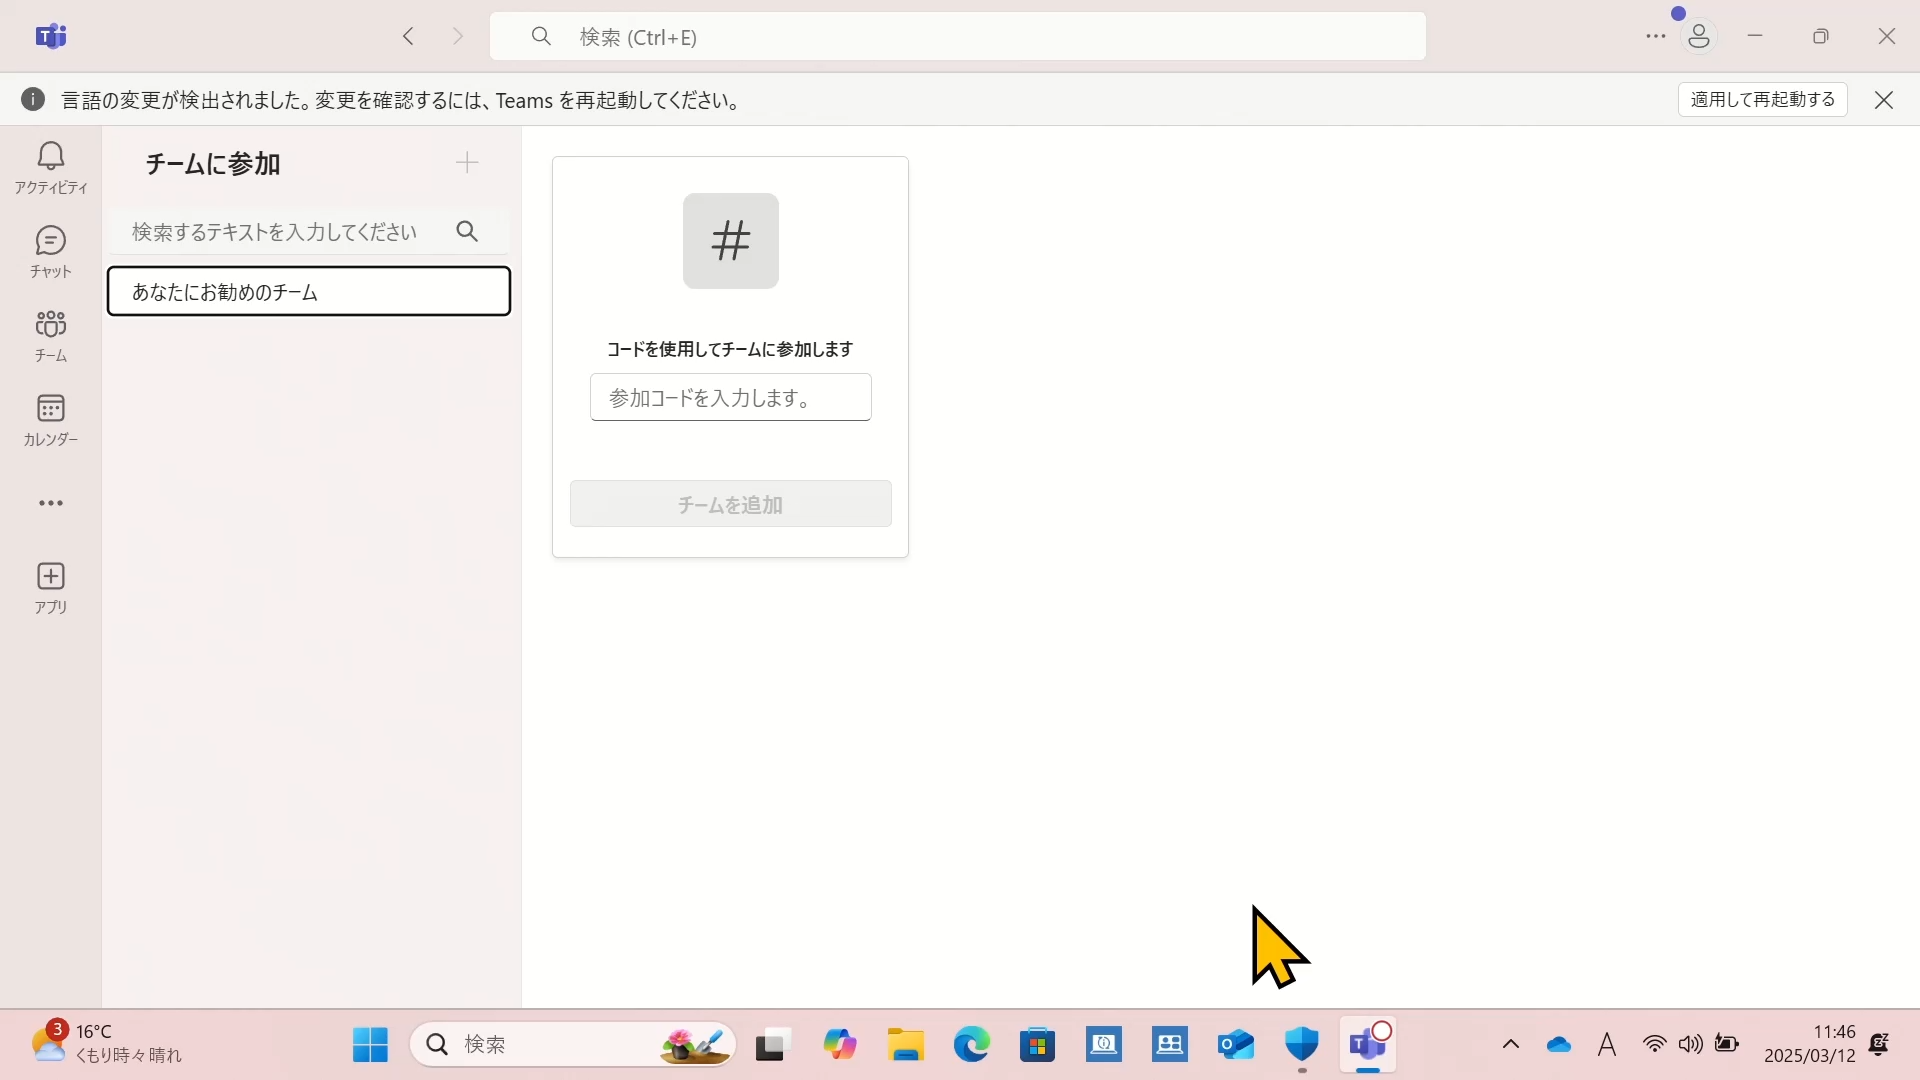 検索 (Ctrl+E)
言語の変更が検出されました。変更を確認するには、Teams を再起動してください。
適用して再起動する
アクティビティ
チャット
チーム
カレンダー
アプリ
チームに参加
検索するテキストを入力してください
あなたにお勧めのチーム
#
コードを使用してチームに参加します
参加コードを入力します。
チームを追加
3
16°C
くもり時々晴れ
検索
A
11:46
2025/03/12